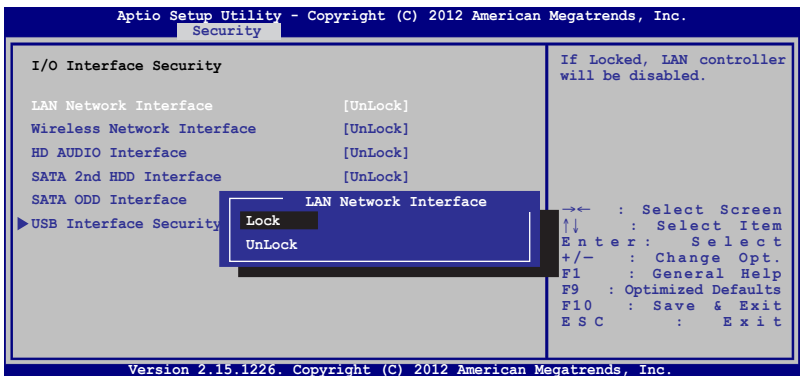 Aptio Setup Utility - Copyright (C) 2012 American Megatrends, Inc.
Security
I/O Interface Security
LAN Network Interface [UnLock]
Wireless Network Interface [UnLock]
HD AUDIO Interface [UnLock]
SATA 2nd HDD Interface [UnLock]
SATA ODD Interface
USB Interface Security
LAN Network Interface
Lock
UnLock
If Locked, LAN controller
will be disabled.
→← : Select Screen
↑↓ : Select Item
Enter: Select
+/— : Change Opt.
F1 : General Help
F9 : Optimized Defaults
F10 : Save & Exit
ESC : Exit
Version 2.15.1226. Copyright (C) 2012 American Megatrends, Inc.